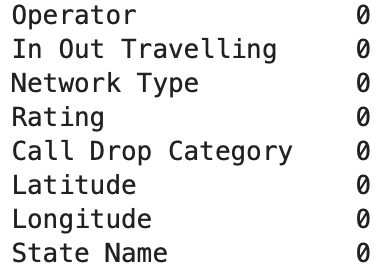 Operator 0
In Out Travelling 0
Network Type 0
Rating 0
Call Drop Category 0
Latitude 0
Longitude 0
State Name 0